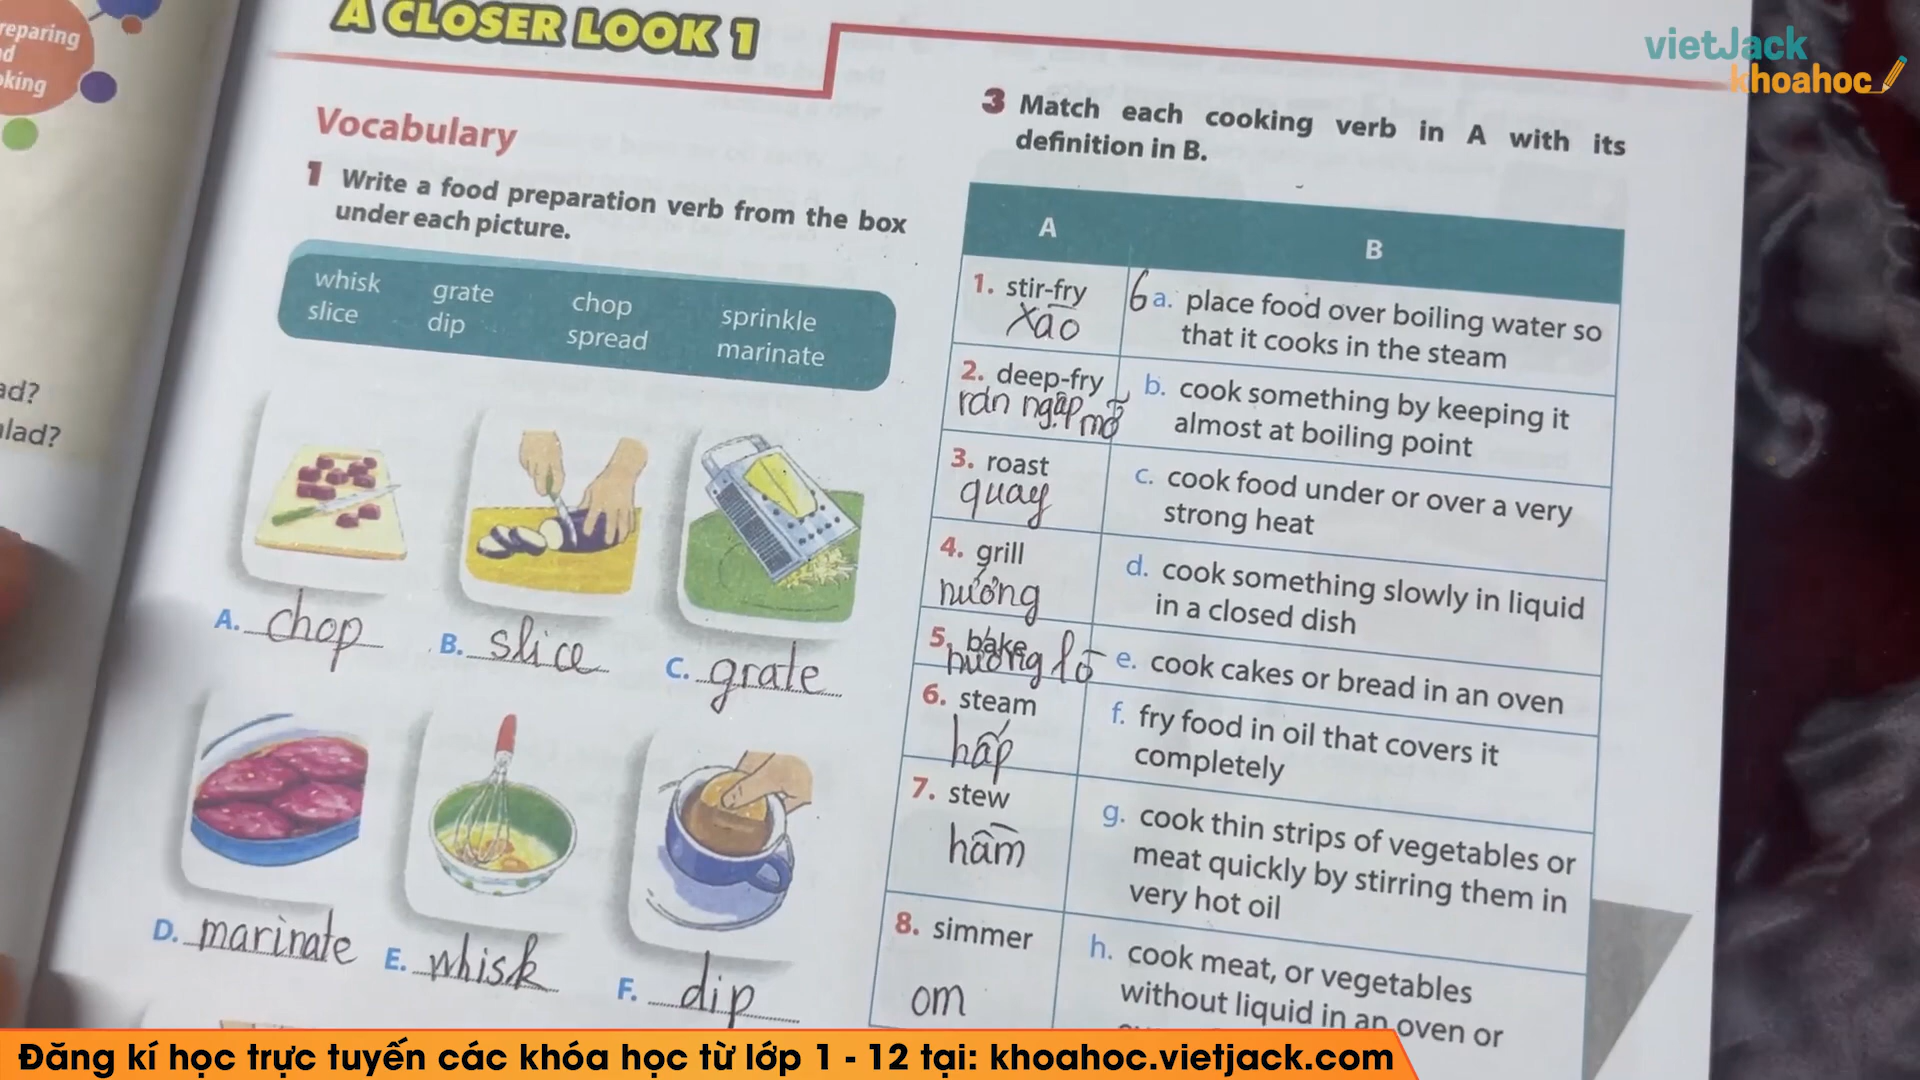 reparing
d
king
ad?
lad?
A CLOSER LOOK 1
Vocabulary
1 Write a food preparation verb from the box
under each picture.
whisk grate chop sprinkle
slice dip spread marinate
A. chop
B. slice
C. grate
D. marinate
E. whisk
F. dip
3 Match each cooking verb in A with its
definition in B.
A
B
1. stir-fry
xào
2. deep-fry
rán ngập mỡ
3. roast
quay
4. grill
nướng
5. bake
nướng lò
6. steam
hấp
7. stew
hầm
8. simmer
om
6 a. place food over boiling water so
that it cooks in the steam
b. cook something by keeping it
almost at boiling point
c. cook food under or over a very
strong heat
d. cook something slowly in liquid
in a closed dish
e. cook cakes or bread in an oven
f. fry food in oil that covers it
completely
g. cook thin strips of vegetables or
meat quickly by stirring them in
very hot oil
h. cook meat, or vegetables
without liquid in an oven or
vietJack
khoahoc
Đăng kí học trực tuyến các khóa học từ lớp 1 - 12 tại: khoahoc.vietjack.com